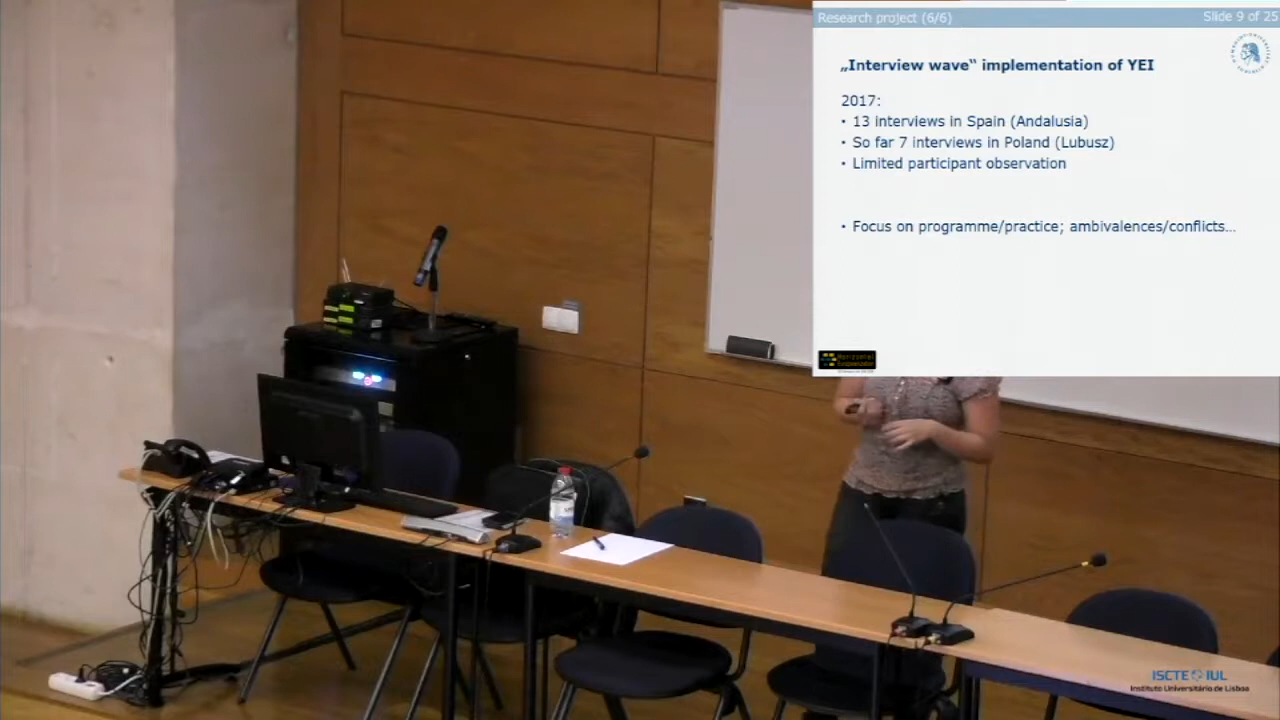 Research project (6/6)
Slide 9 of 25
„Interview wave“ implementation of YEI
2017:
• 13 interviews in Spain (Andalusia)
• So far 7 interviews in Poland (Lubusz)
• Limited participant observation
• Focus on programme/practice; ambivalences/conflicts…
Horizontal
Europeanization
ISCTE IUL
Instituto Universitário de Lisboa